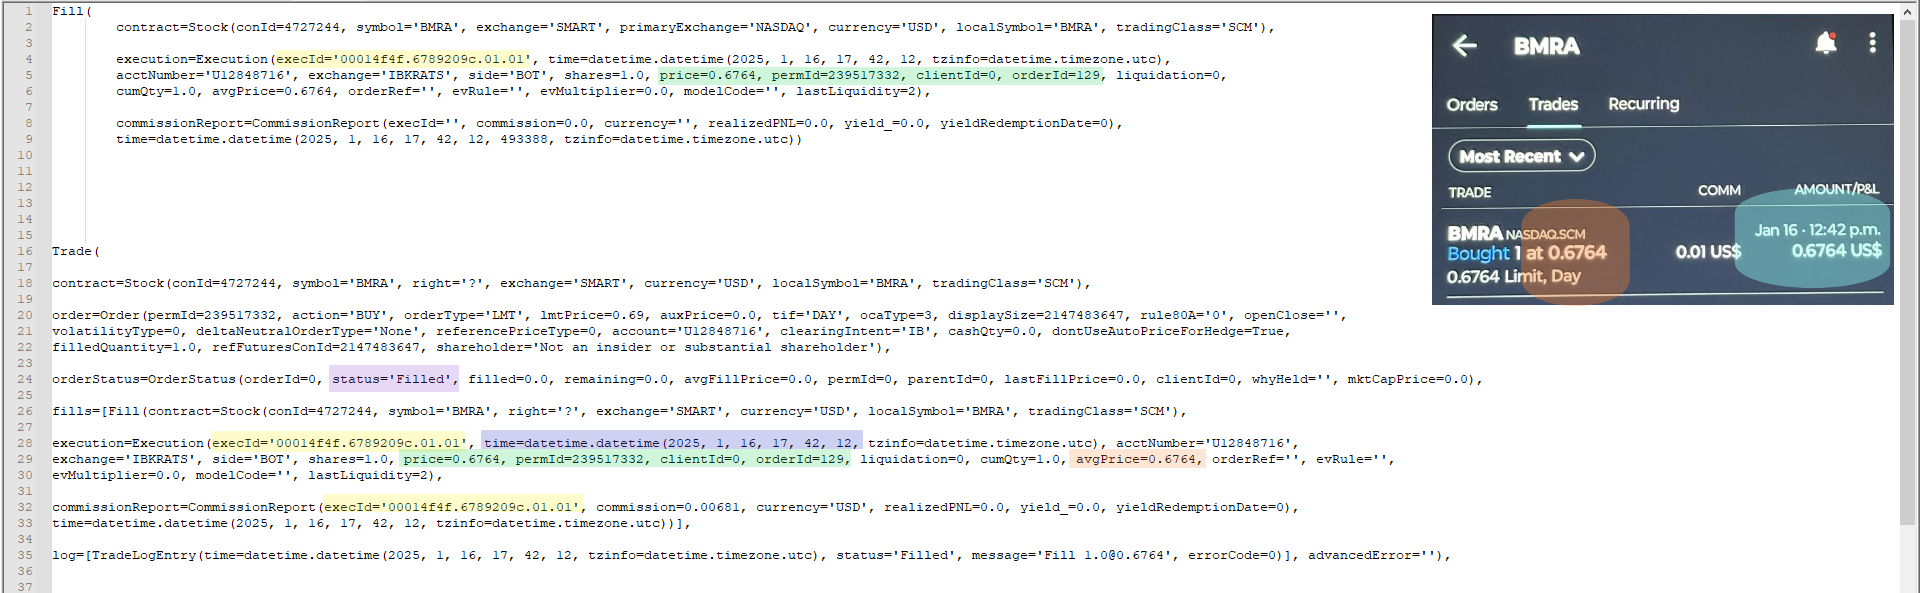 1 Fill(
2 contract=Stock(conId=4727244, symbol='BMRA', exchange='SMART', primaryExchange='NASDAQ', currency='USD', localSymbol='BMRA', tradingClass='SCM'),
3
4 execution=Execution(execId='00014f4f.6789209c.01.01', time=datetime.datetime(2025, 1, 16, 17, 42, 12, tzinfo=datetime.timezone.utc),
5 acctNumber='U12848716', exchange='IBKRATS', side='BOT', shares=1.0, price=0.6764, permId=239517332, clientId=0, orderId=129, liquidation=0,
6 cumQty=1.0, avgPrice=0.6764, orderRef='', evRule='', evMultiplier=0.0, modelCode='', lastLiquidity=2),
7
8 commissionReport=CommissionReport(execId='', commission=0.0, currency='', realizedPNL=0.0, yield_=0.0, yieldRedemptionDate=0),
9 time=datetime.datetime(2025, 1, 16, 17, 42, 12, 493388, tzinfo=datetime.timezone.utc))
10
11
12
13
14
15
16 Trade(
17
18 contract=Stock(conId=4727244, symbol='BMRA', right='?', exchange='SMART', currency='USD', localSymbol='BMRA', tradingClass='SCM'),
19
20 order=Order(permId=239517332, action='BUY', orderType='LMT', lmtPrice=0.69, auxPrice=0.0, tif='DAY', ocaType=3, displaySize=2147483647, rule80A='0', openClose='',
21 volatilityType=0, deltaNeutralOrderType='None', referencePriceType=0, account='U12848716', clearingIntent='IB', cashQty=0.0, dontUseAutoPriceForHedge=True,
22 filledQuantity=1.0, refFuturesConId=2147483647, shareholder='Not an insider or substantial shareholder'),
23
24 orderStatus=OrderStatus(orderId=0, status='Filled', filled=0.0, remaining=0.0, avgFillPrice=0.0, permId=0, parentId=0, lastFillPrice=0.0, clientId=0, whyHeld='', mktCapPrice=0.0),
25
26 fills=[Fill(contract=Stock(conId=4727244, symbol='BMRA', right='?', exchange='SMART', currency='USD', localSymbol='BMRA', tradingClass='SCM'),
27
28 execution=Execution(execId='00014f4f.6789209c.01.01', time=datetime.datetime(2025, 1, 16, 17, 42, 12, tzinfo=datetime.timezone.utc), acctNumber='U12848716',
29 exchange='IBKRATS', side='BOT', shares=1.0, price=0.6764, permId=239517332, clientId=0, orderId=129, liquidation=0, cumQty=1.0, avgPrice=0.6764, orderRef='', evRule='',
30 evMultiplier=0.0, modelCode='', lastLiquidity=2),
31
32 commissionReport=CommissionReport(execId='00014f4f.6789209c.01.01', commission=0.00681, currency='USD', realizedPNL=0.0, yield_=0.0, yieldRedemptionDate=0),
33 time=datetime.datetime(2025, 1, 16, 17, 42, 12, tzinfo=datetime.timezone.utc))],
34
35 log=[TradeLogEntry(time=datetime.datetime(2025, 1, 16, 17, 42, 12, tzinfo=datetime.timezone.utc), status='Filled', message='Fill 1.0@0.6764', errorCode=0)], advancedError=''),
36
37
BMRA
Orders Trades Recurring
Most Recent
TRADE COMM AMOUNT/P&L
BMRA NASDAQ.SCM Jan 16 · 12:42 p.m.
Bought 1 at 0.6764 0.01 US$ 0.6764 US$
0.6764 Limit, Day